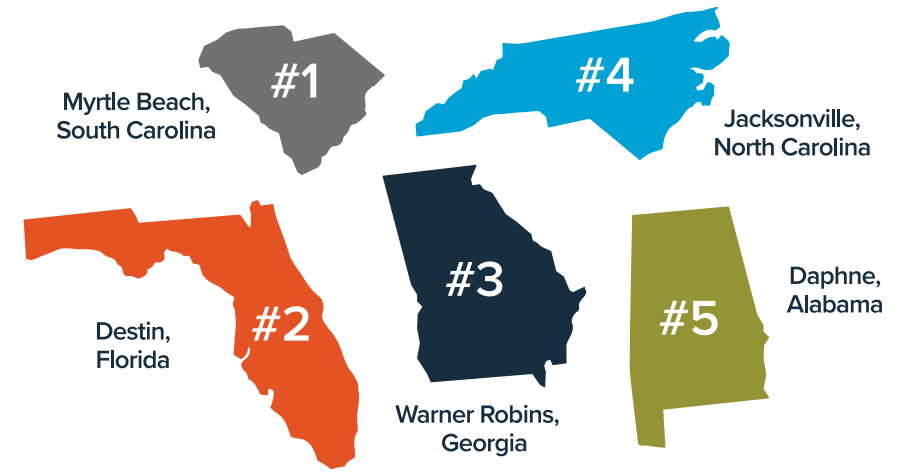 #1
Myrtle Beach,
South Carolina
#4
Jacksonville,
North Carolina
#2
Destin,
Florida
#3
Warner Robins,
Georgia
#5
Daphne,
Alabama